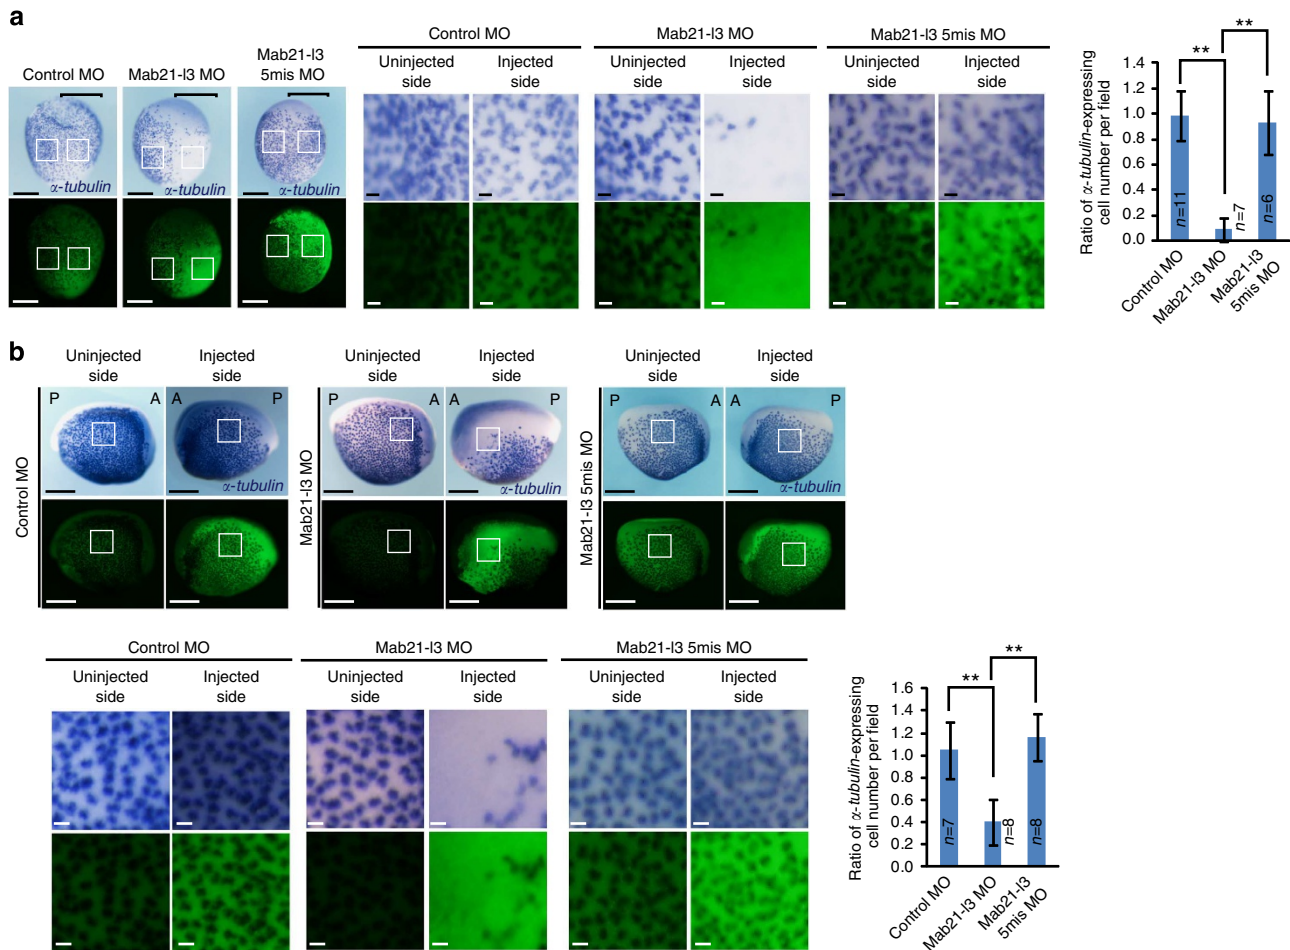 a
Control MO
Mab21-l3 MO
Mab21-l3
5mis MO
α-tubulin
α-tubulin
α-tubulin
Control MO
Mab21-l3 MO
Mab21-l3 5mis MO
Uninjected
side
Injected
side
Uninjected
side
Injected
side
Uninjected
side
Injected
side
Ratio of α-tubulin-expressing
cell number per field
1.4
1.2
1.0
0.8
0.6
0.4
0.2
0.0
**
**
n=11
n=7
n=6
Control MO
Mab21-l3 MO
Mab21-l3
5mis MO
b
Uninjected
side
Injected
side
Uninjected
side
Injected
side
Uninjected
side
Injected
side
Control MO
P
A
A
P
α-tubulin
Mab21-l3 MO
P
A
A
P
α-tubulin
Mab21-l3 5mis MO
P
A
A
P
α-tubulin
Control MO
Mab21-l3 MO
Mab21-l3 5mis MO
Uninjected
side
Injected
side
Uninjected
side
Injected
side
Uninjected
side
Injected
side
Ratio of α-tubulin-expressing
cell number per field
1.6
1.4
1.2
1.0
0.8
0.6
0.4
0.2
0.0
**
**
n=7
n=8
n=8
Control MO
Mab21-l3 MO
Mab21-l3
5mis MO